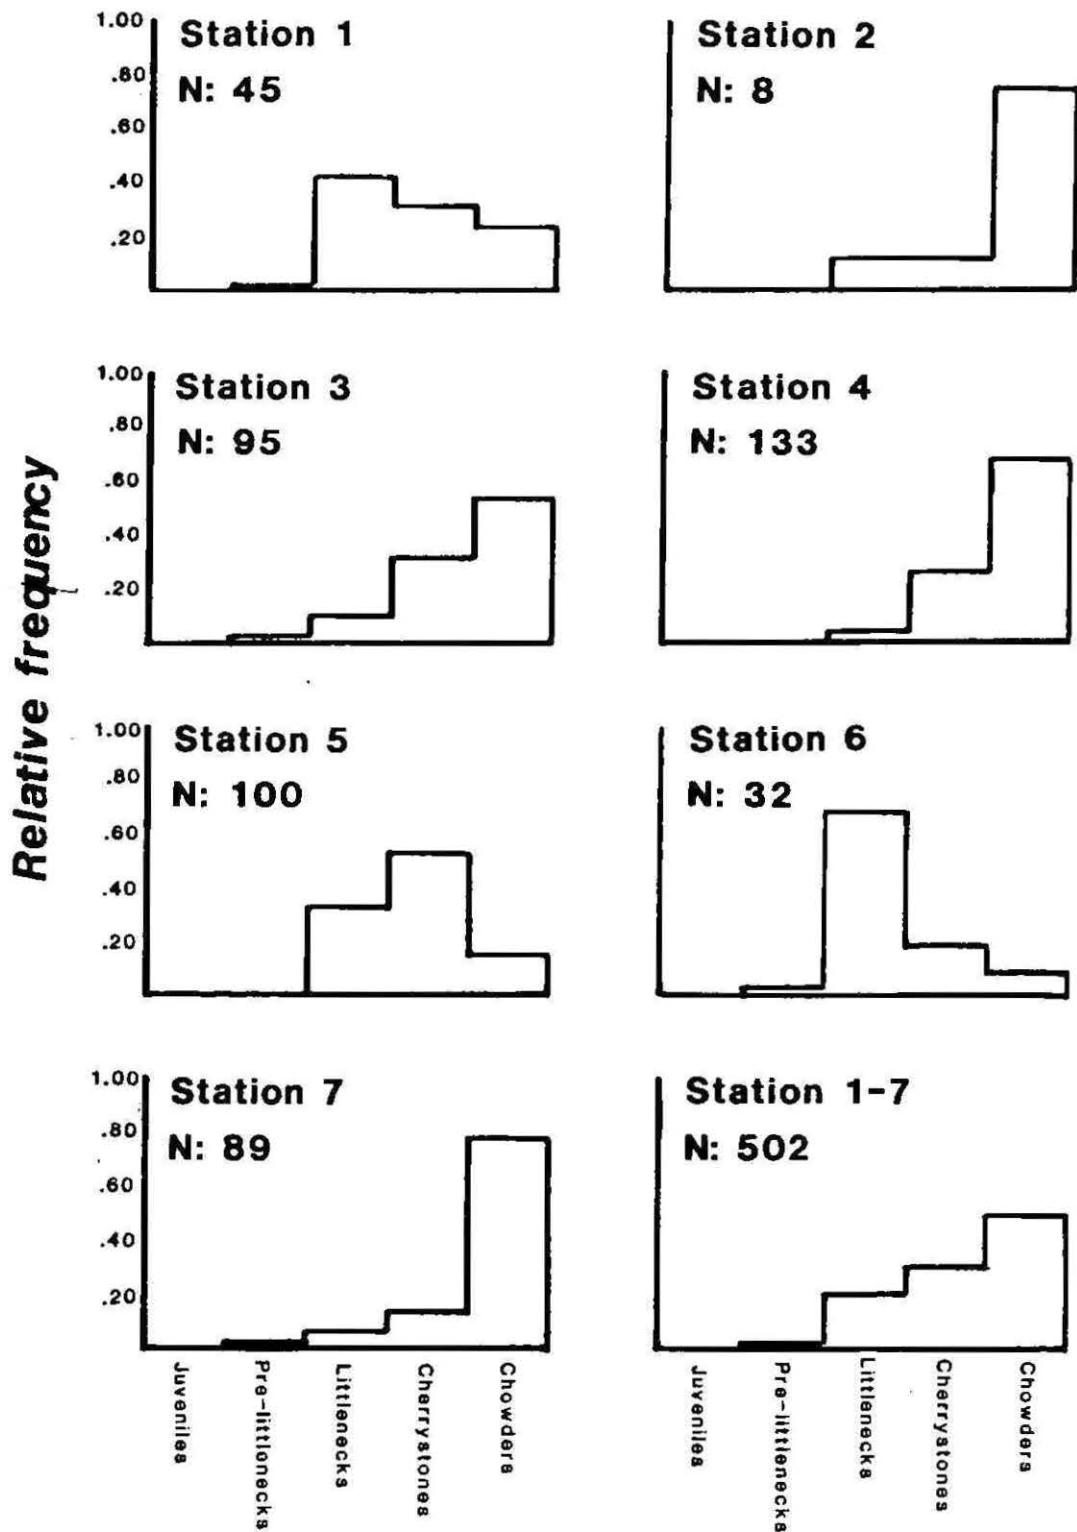 Relative frequency
1.00
.80
.60
.40
.20
Station 1
N: 45
Station 2
N: 8
1.00
.80
.60
.40
.20
Station 3
N: 95
Station 4
N: 133
1.00
.80
.60
.40
.20
Station 5
N: 100
Station 6
N: 32
1.00
.80
.60
.40
.20
Station 7
N: 89
Station 1-7
N: 502
Juveniles
Pre-littlenecks
Littlenecks
Cherrystones
Chowders
Juveniles
Pre-littlenecks
Littlenecks
Cherrystones
Chowders